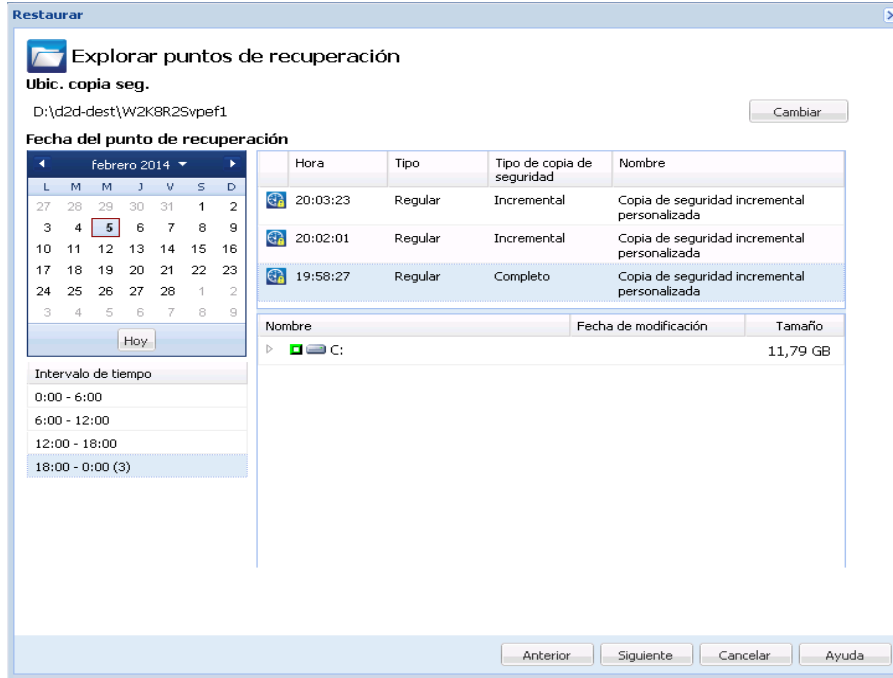 Restaurar
Explorar puntos de recuperación
Ubic. copia seg.
D:\d2d-dest\W2K8R2Svpef1
Cambiar
Fecha del punto de recuperación
febrero 2014
L M M J V S D
27 28 29 30 31 1 2
3 4 5 6 7 8 9
10 11 12 13 14 15 16
17 18 19 20 21 22 23
24 25 26 27 28 1 2
3 4 5 6 7 8 9
Hoy
Intervalo de tiempo
0:00 - 6:00
6:00 - 12:00
12:00 - 18:00
18:00 - 0:00 (3)
Hora Tipo Tipo de copia de seguridad Nombre
20:03:23 Regular Incremental Copia de seguridad incremental personalizada
20:02:01 Regular Incremental Copia de seguridad incremental personalizada
19:58:27 Regular Completo Copia de seguridad incremental personalizada
Nombre Fecha de modificación Tamaño
C: 11,79 GB
Anterior Siguiente Cancelar Ayuda